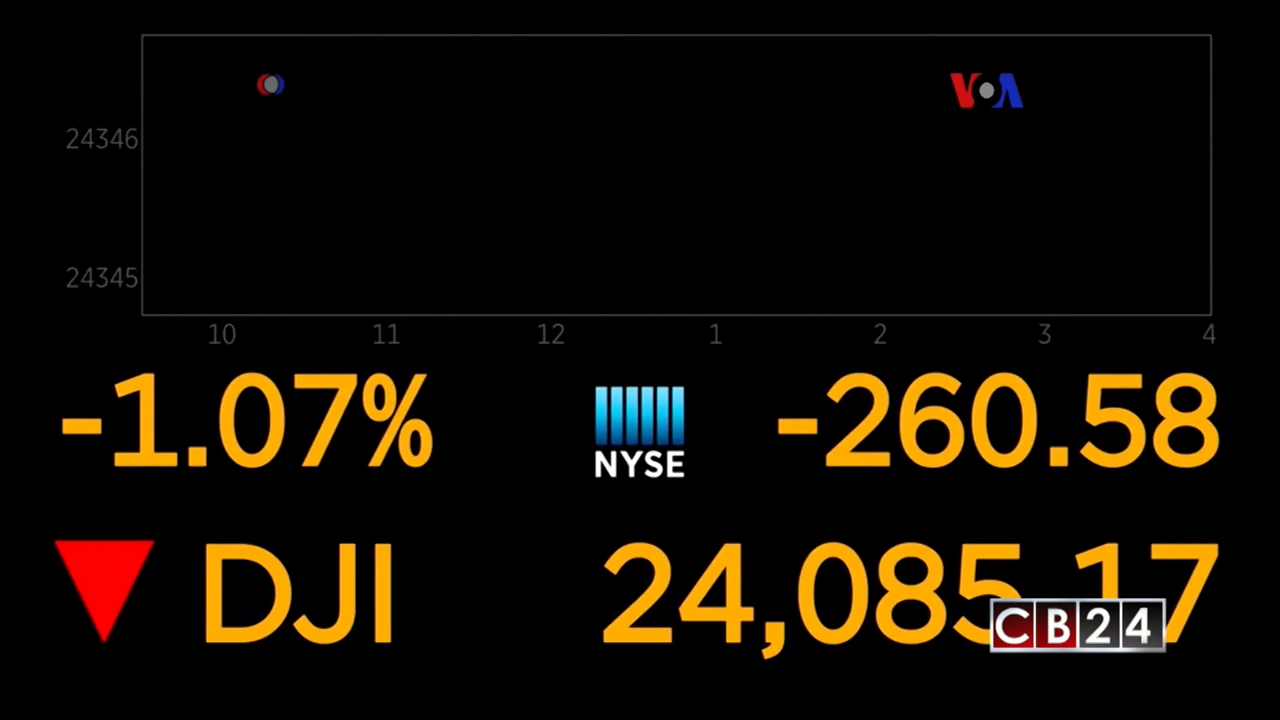 VOA
24346
24345
10 11 12 1 2 3 4
-1.07% NYSE -260.58
DJI 24,085.17
CB24